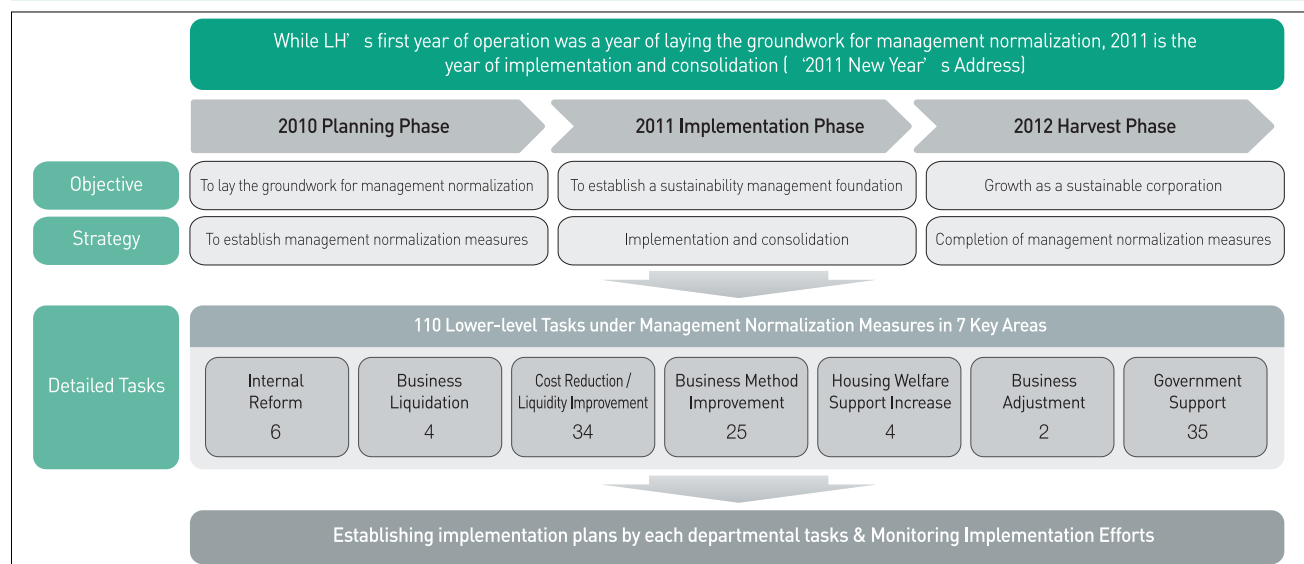 While LH’s first year of operation was a year of laying the groundwork for management normalization, 2011 is the
year of implementation and consolidation ( ‘2011 New Year’s Address)
2010 Planning Phase
2011 Implementation Phase
2012 Harvest Phase
Objective
To lay the groundwork for management normalization
To establish a sustainability management foundation
Growth as a sustainable corporation
Strategy
To establish management normalization measures
Implementation and consolidation
Completion of management normalization measures
Detailed Tasks
110 Lower-level Tasks under Management Normalization Measures in 7 Key Areas
Internal
Reform
6
Business
Liquidation
4
Cost Reduction /
Liquidity Improvement
34
Business Method
Improvement
25
Housing Welfare
Support Increase
4
Business
Adjustment
2
Government
Support
35
Establishing implementation plans by each departmental tasks & Monitoring Implementation Efforts